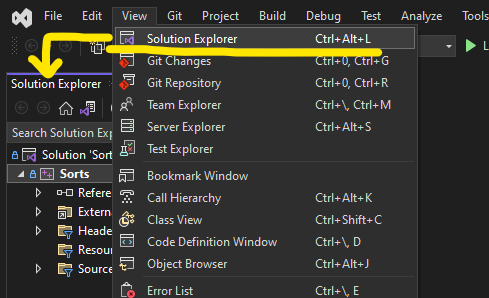 File Edit View Git Project Build Debug Test Analyze Tools
Solution Explorer Ctrl+Alt+L
Git Changes Ctrl+0, Ctrl+G
Solution Explorer
Git Repository Ctrl+0, Ctrl+R
Team Explorer Ctrl+\, Ctrl+M
Search Solution Exp
Server Explorer Ctrl+Alt+S
Solution 'Sort
Test Explorer
Sorts
Bookmark Window
Refere
Call Hierarchy Ctrl+Alt+K
Extern
Class View Ctrl+Shift+C
Heade
Code Definition Window Ctrl+\, D
Resou
Object Browser Ctrl+Alt+J
Source
Error List Ctrl+\, E